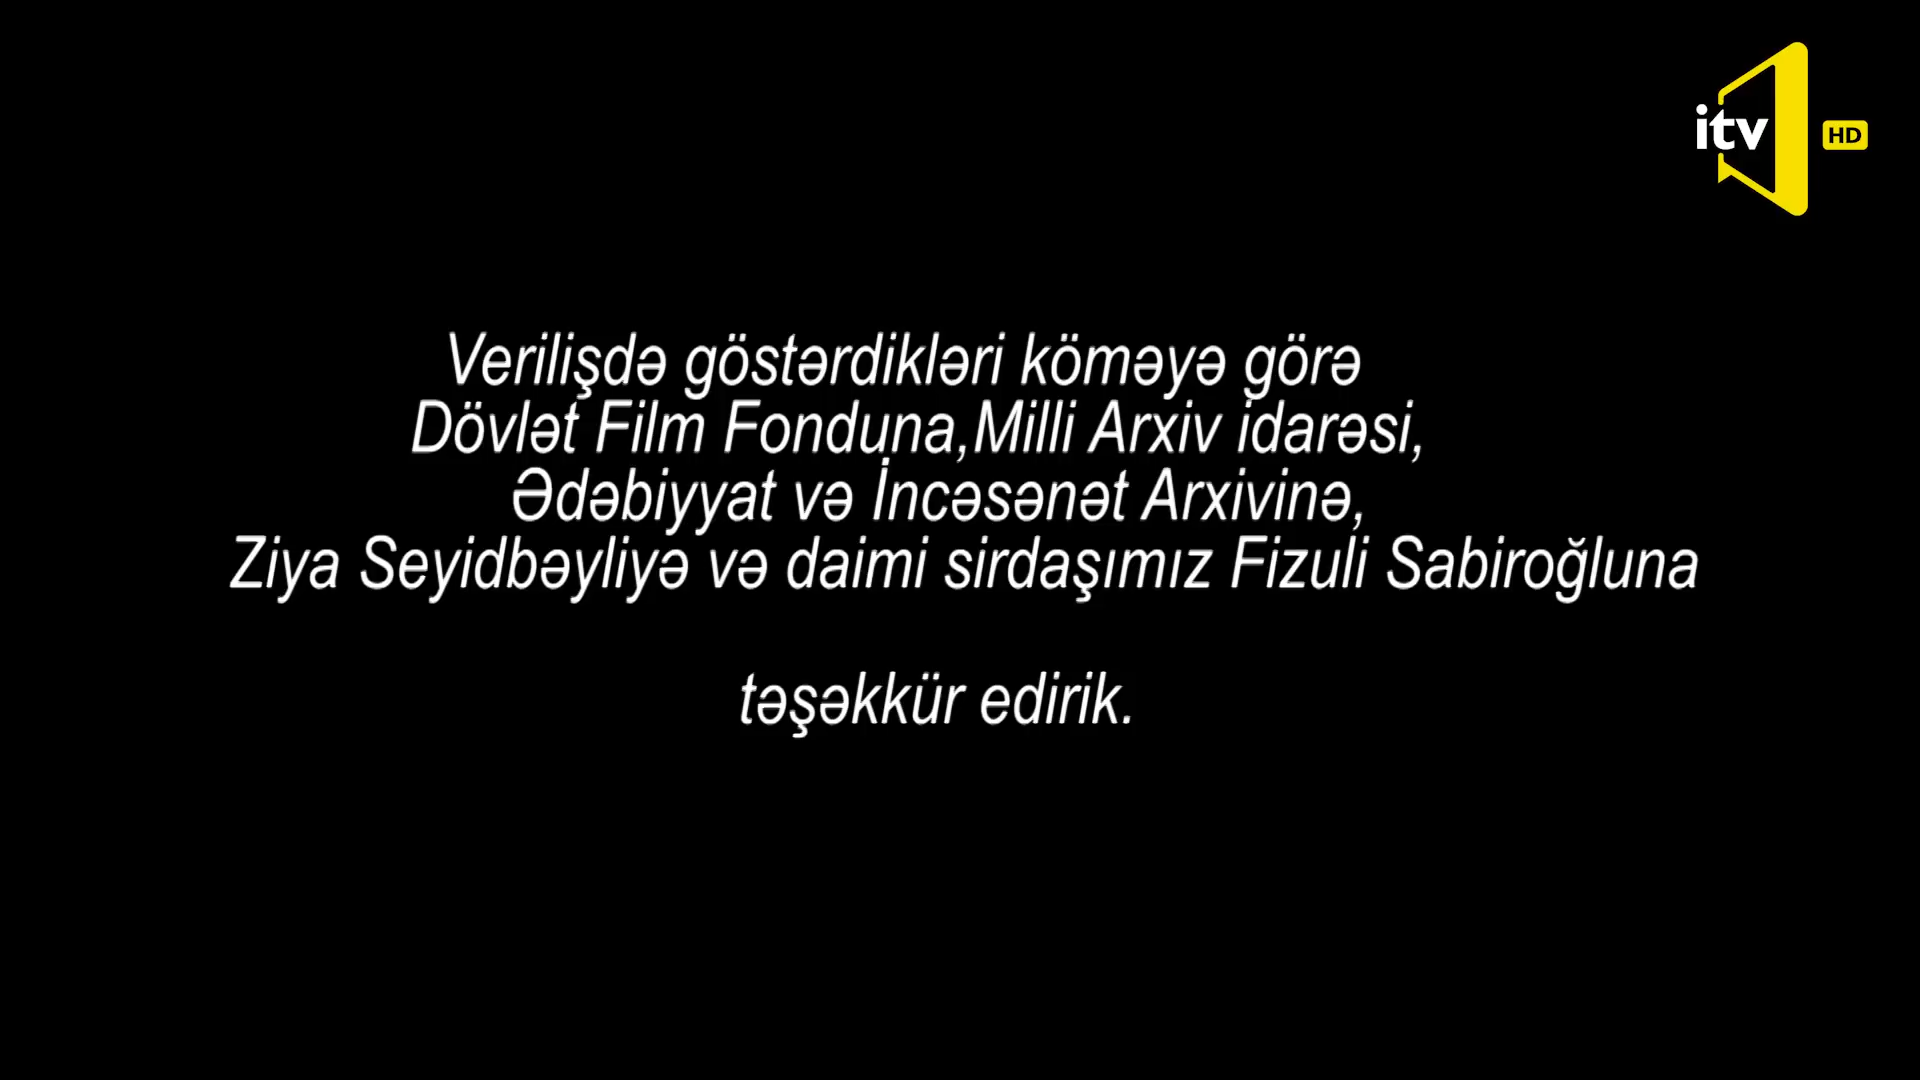 itv
HD
Verilişdə göstərdikləri köməyə görə
Dövlət Film Fonduna,Milli Arxiv idarəsi,
Ədəbiyyat və İncəsənət Arxivinə,
Ziya Seyidbəyliyə və daimi sirdaşımız Fizuli Sabiroğluna
təşəkkür edirik.